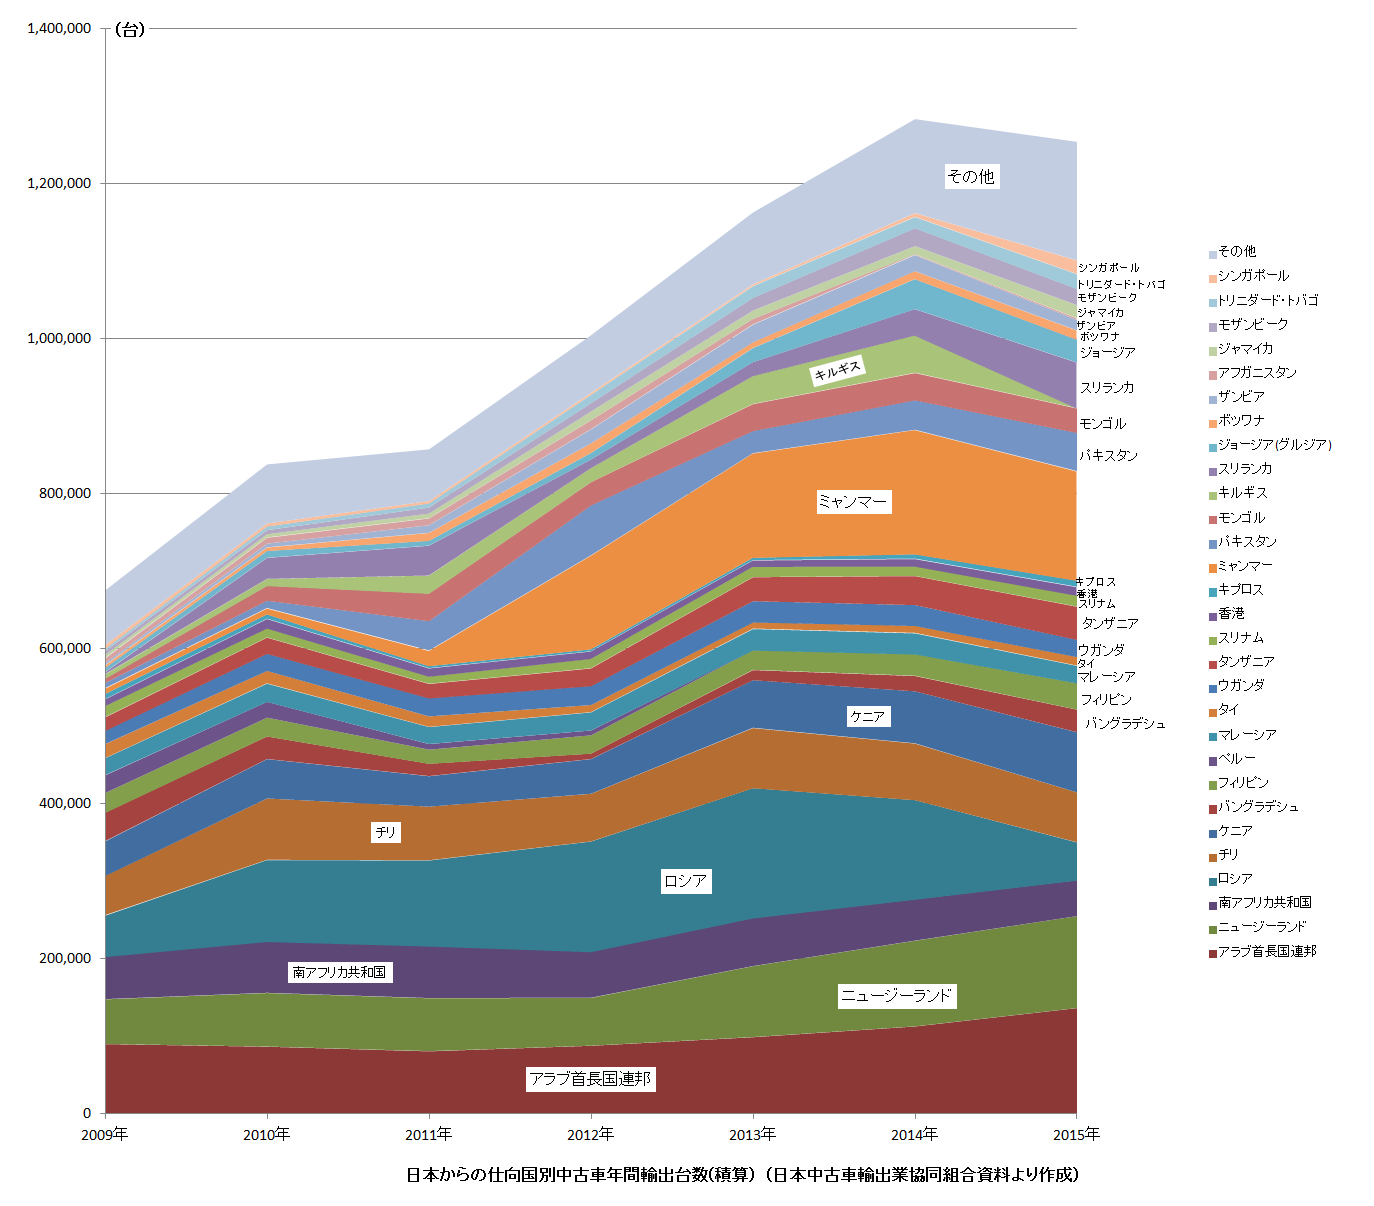 1,400,000
(台)
1,200,000
1,000,000
800,000
600,000
400,000
200,000
0
2009年
2010年
2011年
2012年
2013年
2014年
2015年
その他
キルギス
ミャンマー
ケニア
チリ
ロシア
南アフリカ共和国
ニュージーランド
アラブ首長国連邦
シンガポール
トリニダード・トバゴ
モザンビーク
ジャマイカ
ザンビア
ボツワナ
ジョージア
スリランカ
モンゴル
パキスタン
キプロス
香港
スリナム
タンザニア
ウガンダ
タイ
マレーシア
フィリピン
バングラデシュ
その他
シンガポール
トリニダード・トバゴ
モザンビーク
ジャマイカ
アフガニスタン
ザンビア
ボツワナ
ジョージア(グルジア)
スリランカ
キルギス
モンゴル
パキスタン
ミャンマー
キプロス
香港
スリナム
タンザニア
ウガンダ
タイ
マレーシア
ペルー
フィリピン
バングラデシュ
ケニア
チリ
ロシア
南アフリカ共和国
ニュージーランド
アラブ首長国連邦
日本からの仕向国別中古車年間輸出台数(積算)（日本中古車輸出業協同組合資料より作成）